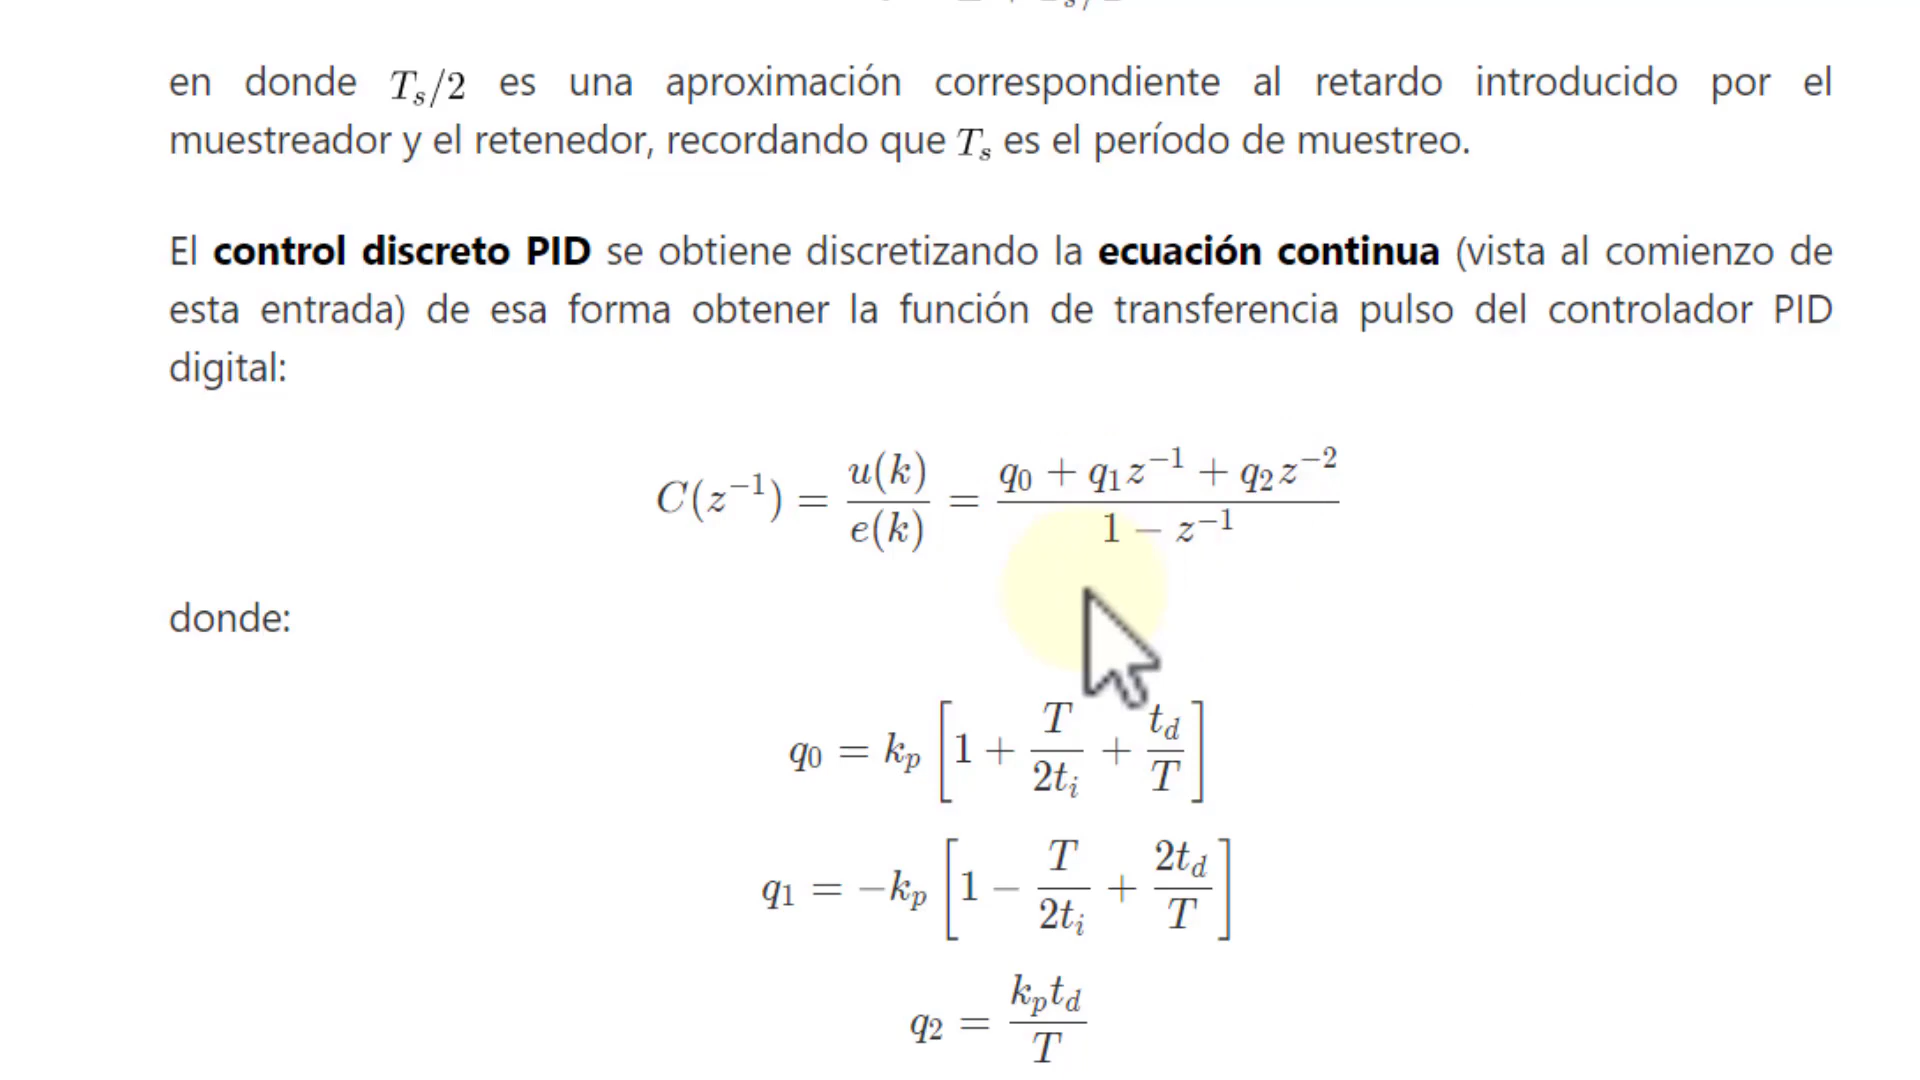 en donde $T_s/2$ es una aproximación correspondiente al retardo introducido por el
muestreador y el retenedor, recordando que $T_s$ es el período de muestreo.
El control discreto PID se obtiene discretizando la ecuación continua (vista al comienzo de
esta entrada) de esa forma obtener la función de transferencia pulso del controlador PID
digital:
$C(z^{-1}) = \frac{u(k)}{e(k)} = \frac{q_0 + q_1 z^{-1} + q_2 z^{-2}}{1 - z^{-1}}$
donde:
$q_0 = k_p \left[ 1 + \frac{T}{2t_i} + \frac{t_d}{T} \right]$
$q_1 = -k_p \left[ 1 - \frac{T}{2t_i} + \frac{2t_d}{T} \right]$
$q_2 = \frac{k_p t_d}{T}$